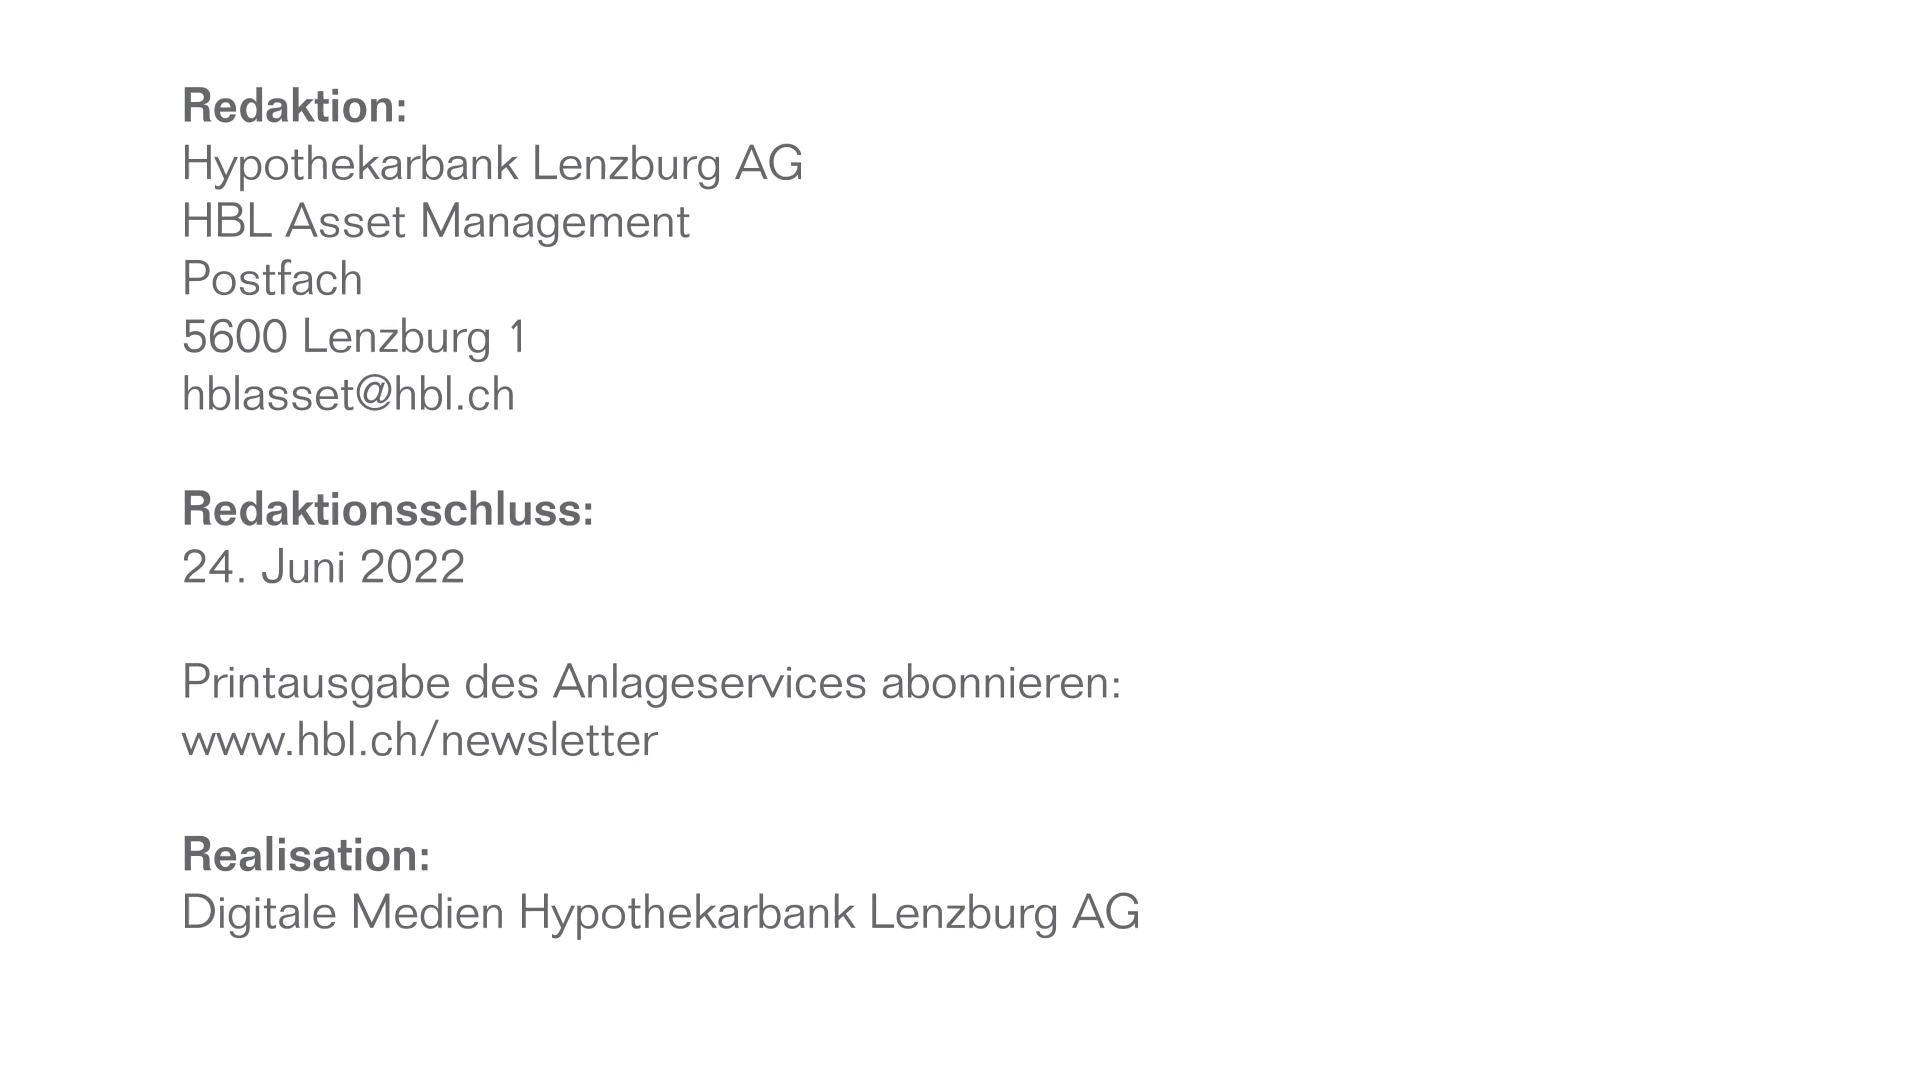 Redaktion:
Hypothekarbank Lenzburg AG
HBL Asset Management
Postfach
5600 Lenzburg 1
hblasset@hbl.ch
Redaktionsschluss:
24. Juni 2022
Printausgabe des Anlageservices abonnieren:
www.hbl.ch/newsletter
Realisation:
Digitale Medien Hypothekarbank Lenzburg AG